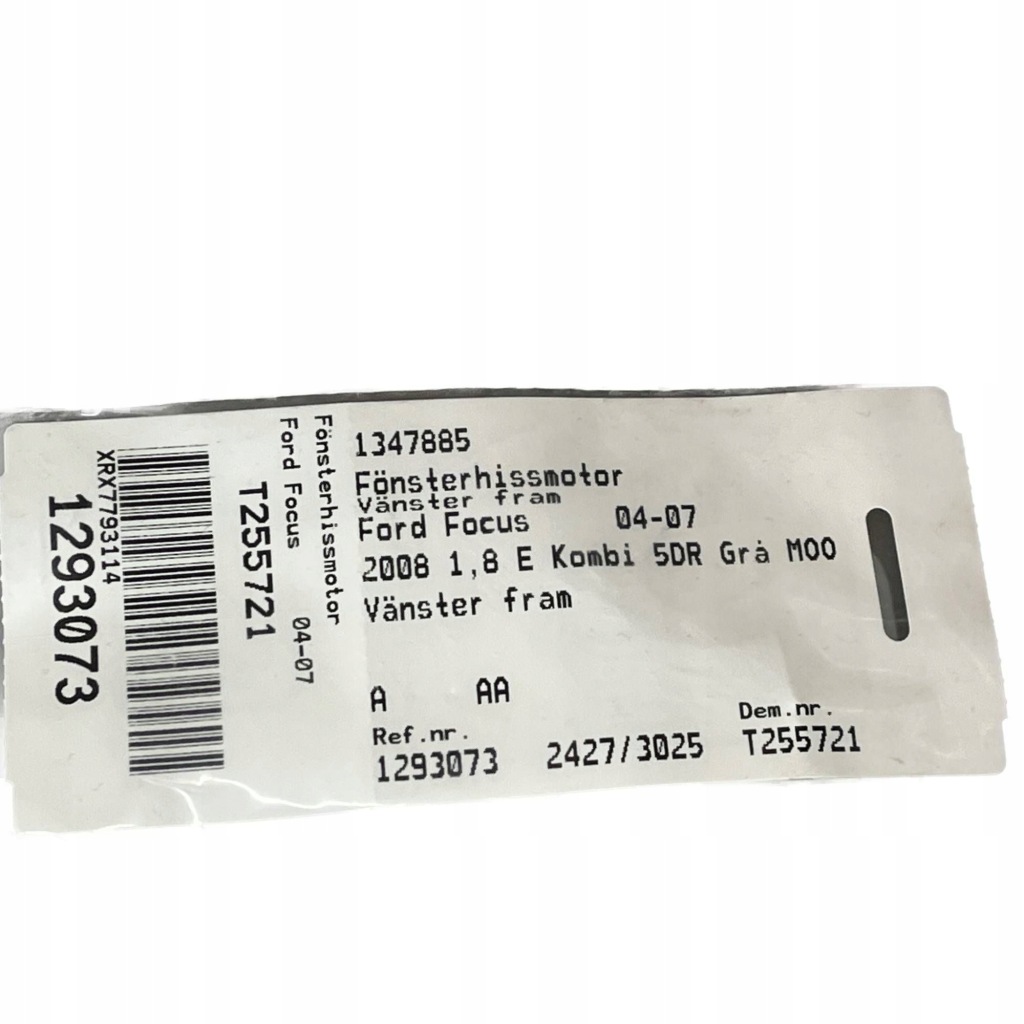 1347885
Fönsterhissmotor
Vänster fram
Ford Focus 04-07
2008 1,8 E Kombi 5DR Grå M00
Vänster fram
A AA
Ref.nr. Dem.nr.
1293073 2427/3025 T255721
Fönsterhissmotor
Ford Focus 04-07
T255721
XRX7793114
1293073